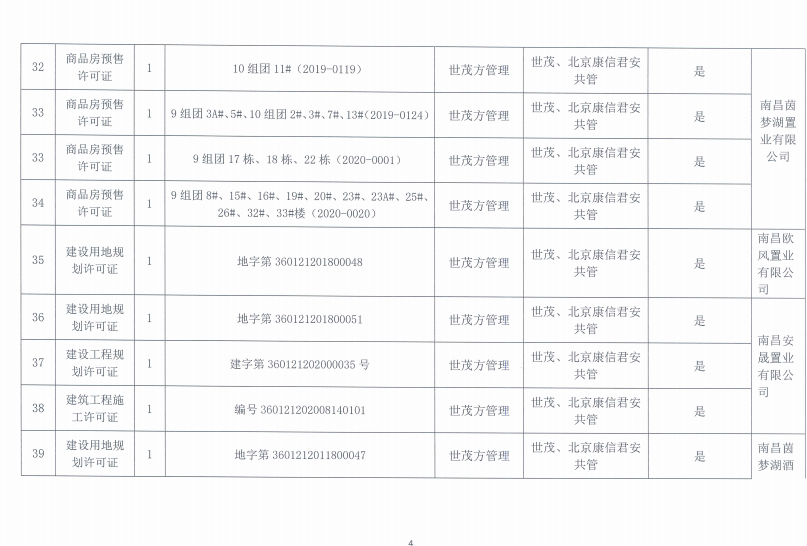 32 商品房预售许可证 1 10 组团 11#（2019-0119） 世茂方管理 世茂、北京康信君安共管 是 南昌茵梦湖置业有限公司
33 商品房预售许可证 1 9 组团 3A#、5#、10 组团 2#、3#、7#、13#（2019-0124） 世茂方管理 世茂、北京康信君安共管 是
33 商品房预售许可证 1 9 组团 17 栋、18 栋、22 栋（2020-0001） 世茂方管理 世茂、北京康信君安共管 是
34 商品房预售许可证 1 9 组团 8#、15#、16#、19#、20#、23#、23A#、25#、26#、32#、33#楼（2020-0020） 世茂方管理 世茂、北京康信君安共管 是
35 建设用地规划许可证 1 地字第 360121201800048 世茂方管理 世茂、北京康信君安共管 是 南昌欧风置业有限公司
36 建设用地规划许可证 1 地字第 360121201800051 世茂方管理 世茂、北京康信君安共管 是 南昌安晟置业有限公司
37 建设工程规划许可证 1 建字第 360121202000035 号 世茂方管理 世茂、北京康信君安共管 是
38 建筑工程施工许可证 1 编号 360121202008140101 世茂方管理 世茂、北京康信君安共管 是
39 建设用地规划许可证 1 地字第 3601212011800047 世茂方管理 世茂、北京康信君安共管 是 南昌茵梦湖酒
4